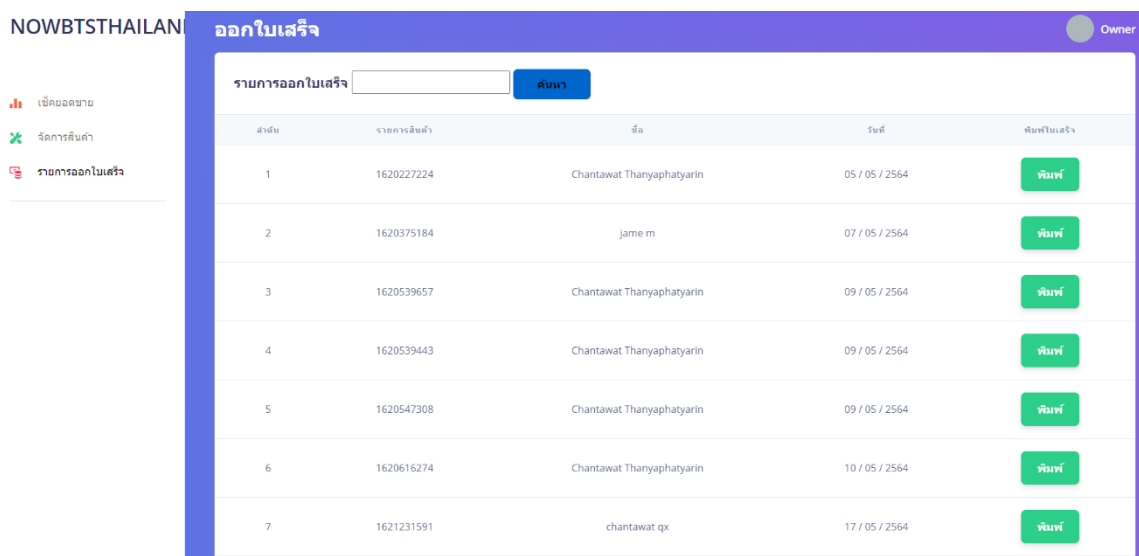 NOWBTSTHAILAN
ออกใบเสร็จ
Owner
เช็คยอดขาย
จัดการสินค้า
รายการออกใบเสร็จ
รายการออกใบเสร็จ ค้นหา
ลำดับ รายการสินค้า ชื่อ วันที่ พิมพ์ใบเสร็จ
1 1620227224 Chantawat Thanyaphatyarin 05 / 05 / 2564 พิมพ์
2 1620375184 jame m 07 / 05 / 2564 พิมพ์
3 1620539657 Chantawat Thanyaphatyarin 09 / 05 / 2564 พิมพ์
4 1620539443 Chantawat Thanyaphatyarin 09 / 05 / 2564 พิมพ์
5 1620547308 Chantawat Thanyaphatyarin 09 / 05 / 2564 พิมพ์
6 1620616274 Chantawat Thanyaphatyarin 10 / 05 / 2564 พิมพ์
7 1621231591 chantawat qx 17 / 05 / 2564 พิมพ์